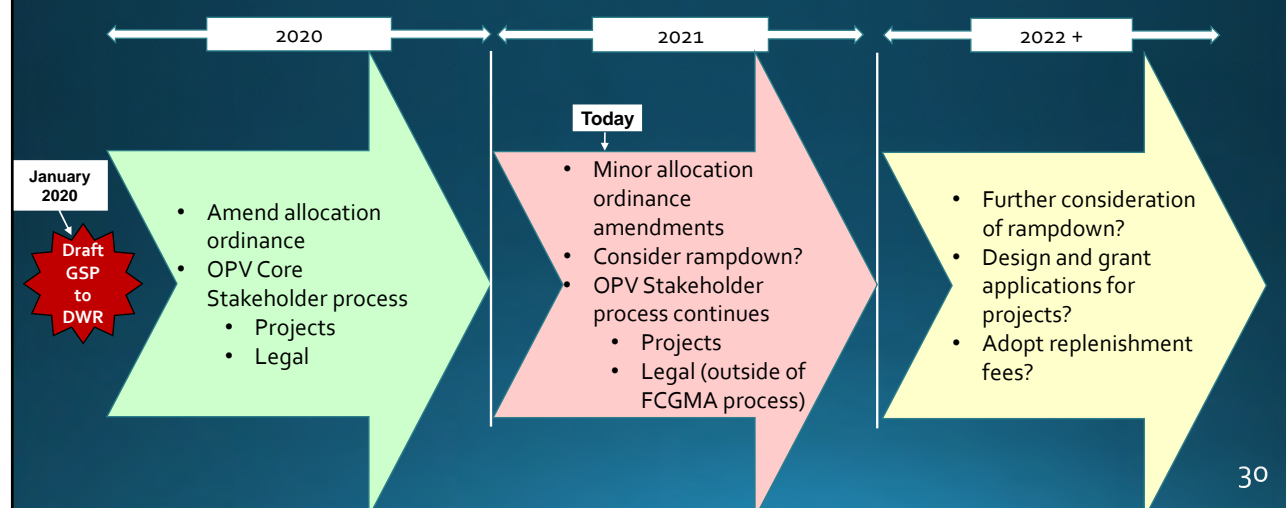 2020
2021
2022 +
Today
January
2020
Draft
GSP
to
DWR
• Amend allocation
ordinance
• OPV Core
Stakeholder process
• Projects
• Legal
• Minor allocation
ordinance
amendments
• Consider rampdown?
• OPV Stakeholder
process continues
• Projects
• Legal (outside of
FCGMA process)
• Further consideration
of rampdown?
• Design and grant
applications for
projects?
• Adopt replenishment
fees?
30